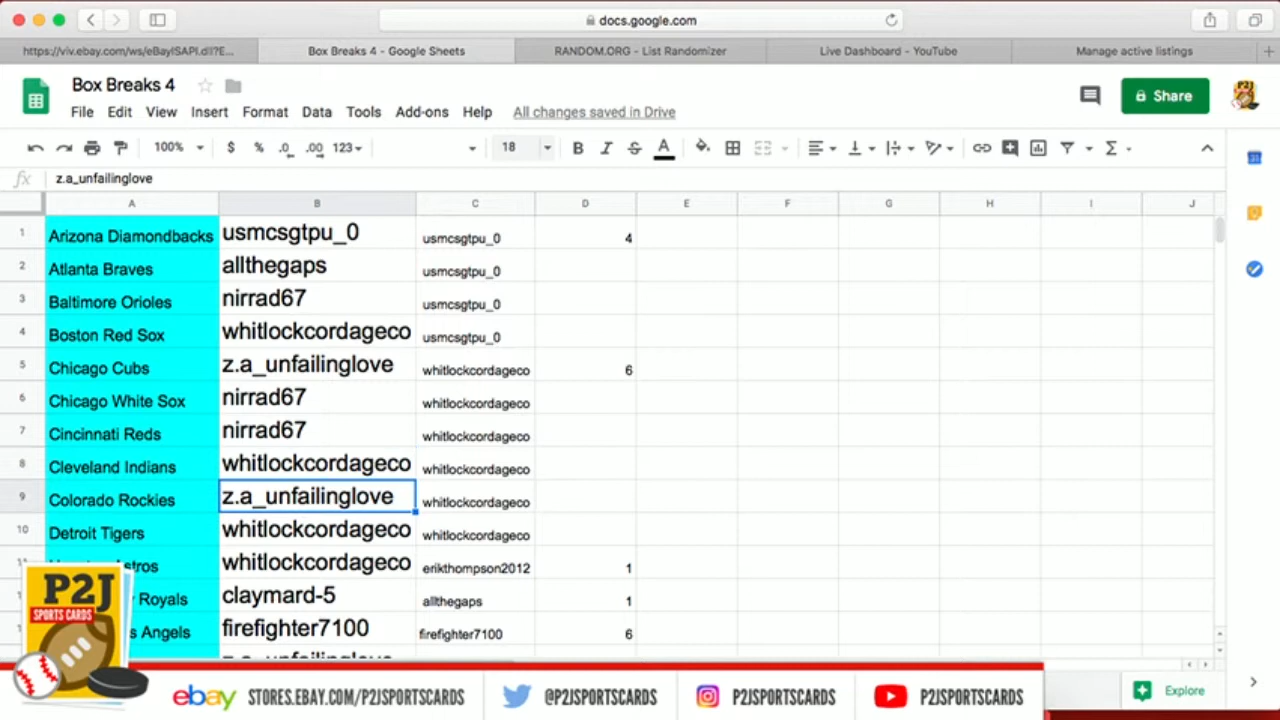 docs.google.com
https://viv.ebay.com/ws/eBayISAPI.dll?E...
Box Breaks 4 - Google Sheets
RANDOM.ORG - List Randomizer
Live Dashboard - YouTube
Manage active listings
Box Breaks 4
Share
File Edit View Insert Format Data Tools Add-ons Help All changes saved in Drive
100% $ % .0 .00 123 18 B I S A
fx z.a_unfailinglove
A B C D E F G H I J
1 Arizona Diamondbacks usmcsgtpu_0 usmcsgtpu_0 4
2 Atlanta Braves allthegaps usmcsgtpu_0
3 Baltimore Orioles nirrad67 usmcsgtpu_0
4 Boston Red Sox whitlockcordageco usmcsgtpu_0
5 Chicago Cubs z.a_unfailinglove whitlockcordageco 6
6 Chicago White Sox nirrad67 whitlockcordageco
7 Cincinnati Reds nirrad67 whitlockcordageco
8 Cleveland Indians whitlockcordageco whitlockcordageco
9 Colorado Rockies z.a_unfailinglove whitlockcordageco
10 Detroit Tigers whitlockcordageco whitlockcordageco
11 whitlockcordageco erikthompson2012 1
Royals claymard-5 allthegaps 1
Angels firefighter7100 firefighter7100 6
z.a_unfailinglove
P2J
SPORTS CARDS
ebay STORES.EBAY.COM/P2JSPORTSCARDS @P2JSPORTSCARDS P2JSPORTSCARDS P2JSPORTSCARDS
Explore